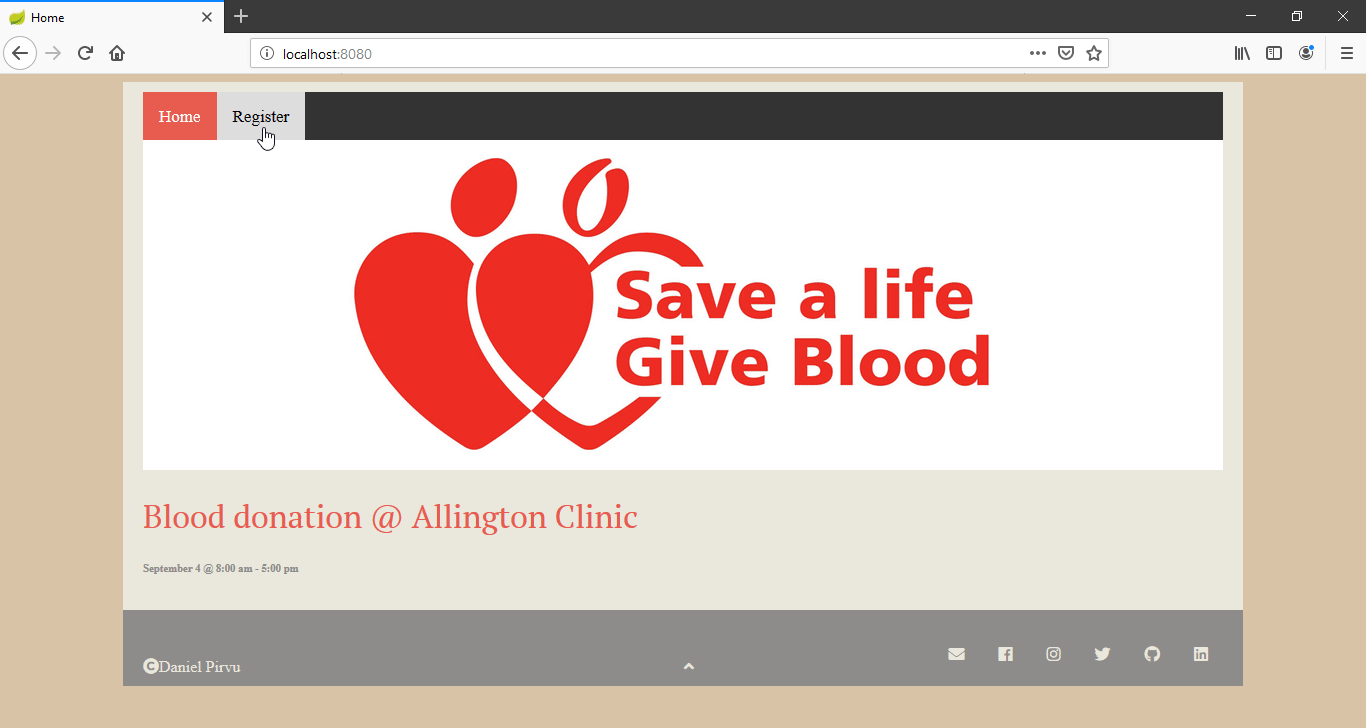 Home
localhost:8080
Home Register
Save a life
Give Blood
Blood donation @ Allington Clinic
September 4 @ 8:00 am - 5:00 pm
©Daniel Pirvu